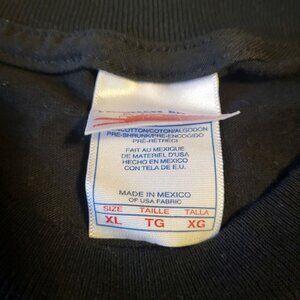 COTTON/COTON/ALGODON
PRE-SHRUNK/PRE-ENCOGIDO
PRÉ-RÉTRÉCI
FAIT AU MEXIQUE
DE MATERIEL D'USA
HECHO EN MEXICO
CON TELA DE E.U.
MADE IN MEXICO
OF USA FABRIC
SIZE TAILLE TALLA
XL TG XG